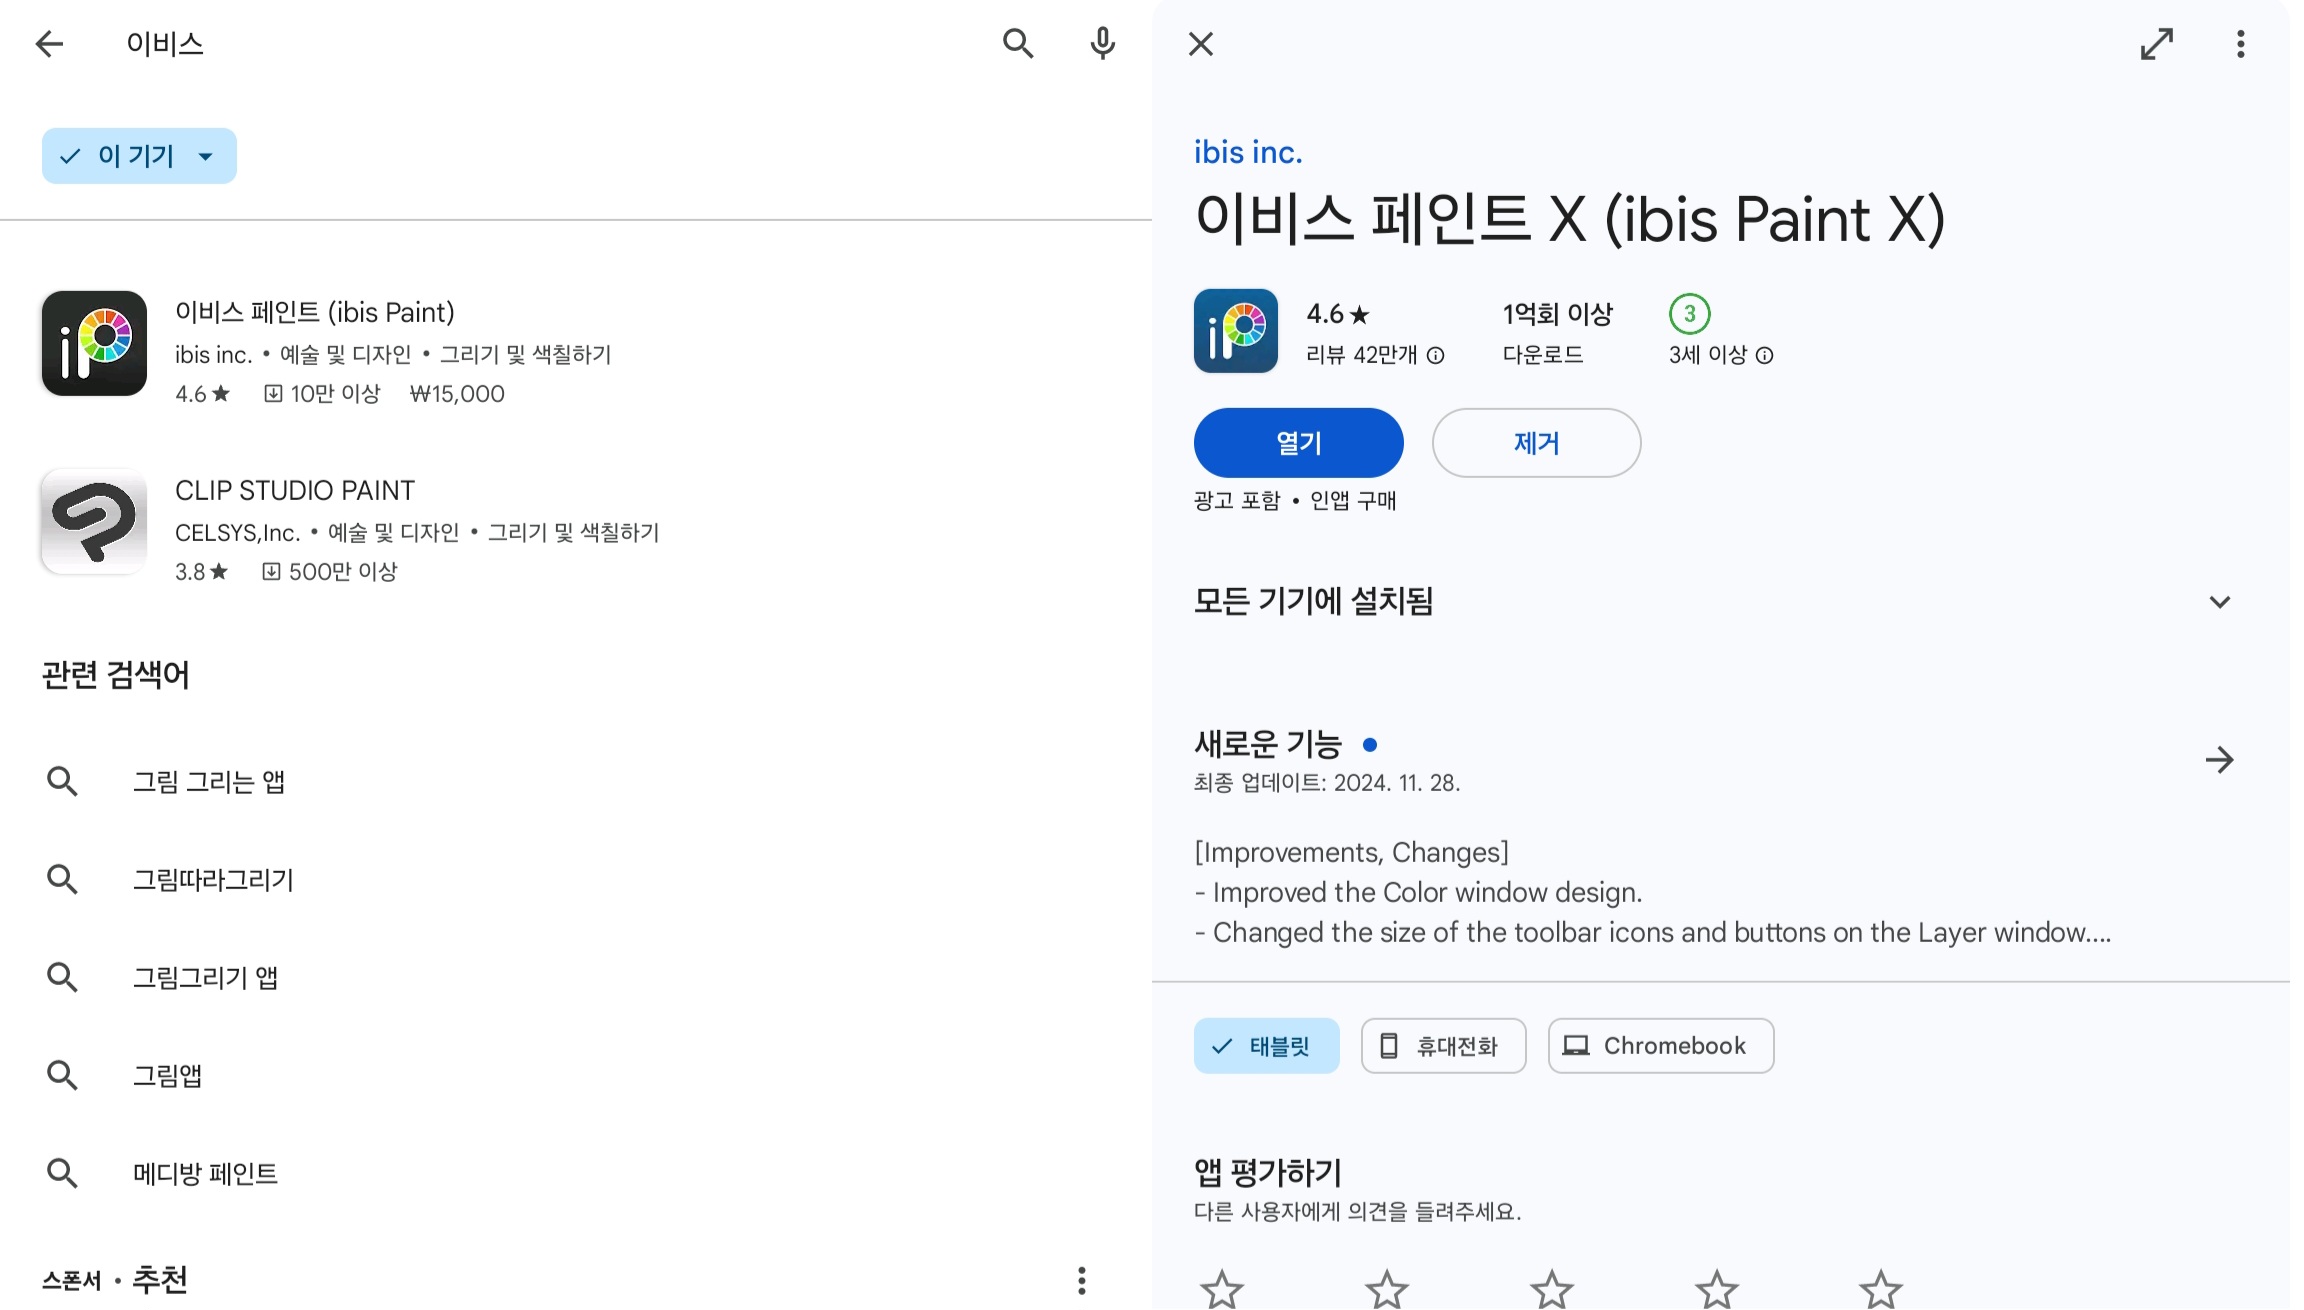 이비스
이 기기
이비스 페인트 (ibis Paint)
ibis inc. • 예술 및 디자인 • 그리기 및 색칠하기
4.6★ 10만 이상 ₩15,000
CLIP STUDIO PAINT
CELSYS,Inc. • 예술 및 디자인 • 그리기 및 색칠하기
3.8★ 500만 이상
관련 검색어
그림 그리는 앱
그림따라그리기
그림그리기 앱
그림앱
메디방 페인트
스폰서 • 추천
ibis inc.
이비스 페인트 X (ibis Paint X)
iP
4.6★ 1억회 이상 3
리뷰 42만개 다운로드 3세 이상
열기 제거
광고 포함 • 인앱 구매
모든 기기에 설치됨
새로운 기능
최종 업데이트: 2024. 11. 28.
[Improvements, Changes]
- Improved the Color window design.
- Changed the size of the toolbar icons and buttons on the Layer window....
태블릿 휴대전화 Chromebook
앱 평가하기
다른 사용자에게 의견을 들려주세요.